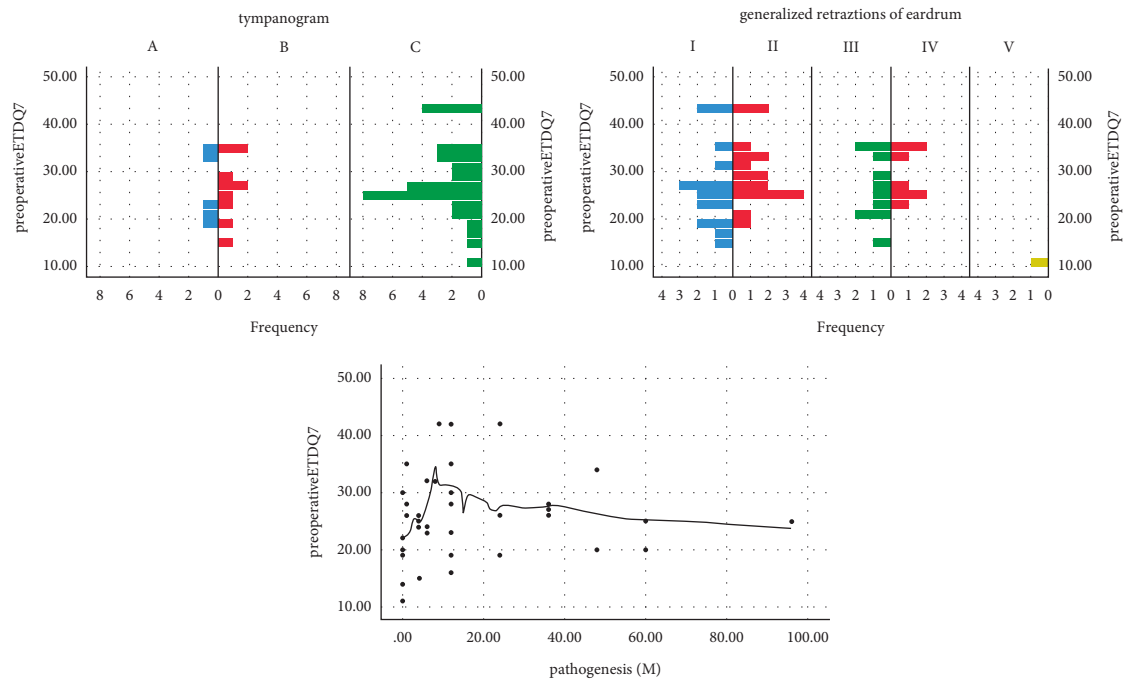 tympanogram
A B C
preoperativeETDQ7
50.00 50.00
40.00 40.00
30.00 30.00
20.00 20.00
10.00 10.00
preoperativeETDQ7
8 6 4 2 0 2 4 6 8 8 6 4 2 0
Frequency
generalized retraztions of eardrum
I II III IV V
preoperativeETDQ7
50.00 50.00
40.00 40.00
30.00 30.00
20.00 20.00
10.00 10.00
preoperativeETDQ7
4 3 2 1 0 1 2 3 4 4 3 2 1 0 1 2 3 4 4 3 2 1 0
Frequency
preoperativeETDQ7
50.00
40.00
30.00
20.00
10.00
.00 20.00 40.00 60.00 80.00 100.00
pathogenesis (M)